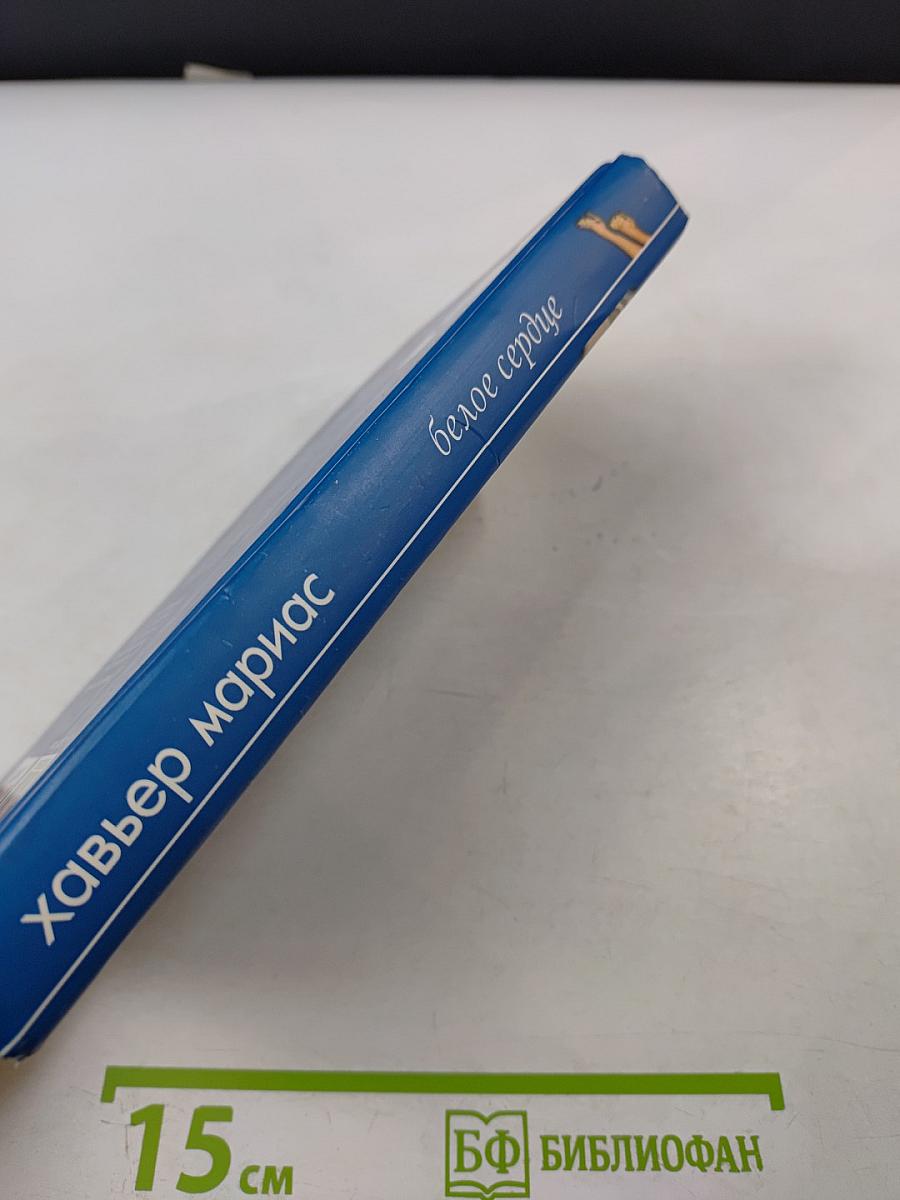 хавьер мариас
белое сердце
15 см
БФ БИБЛИОФАН